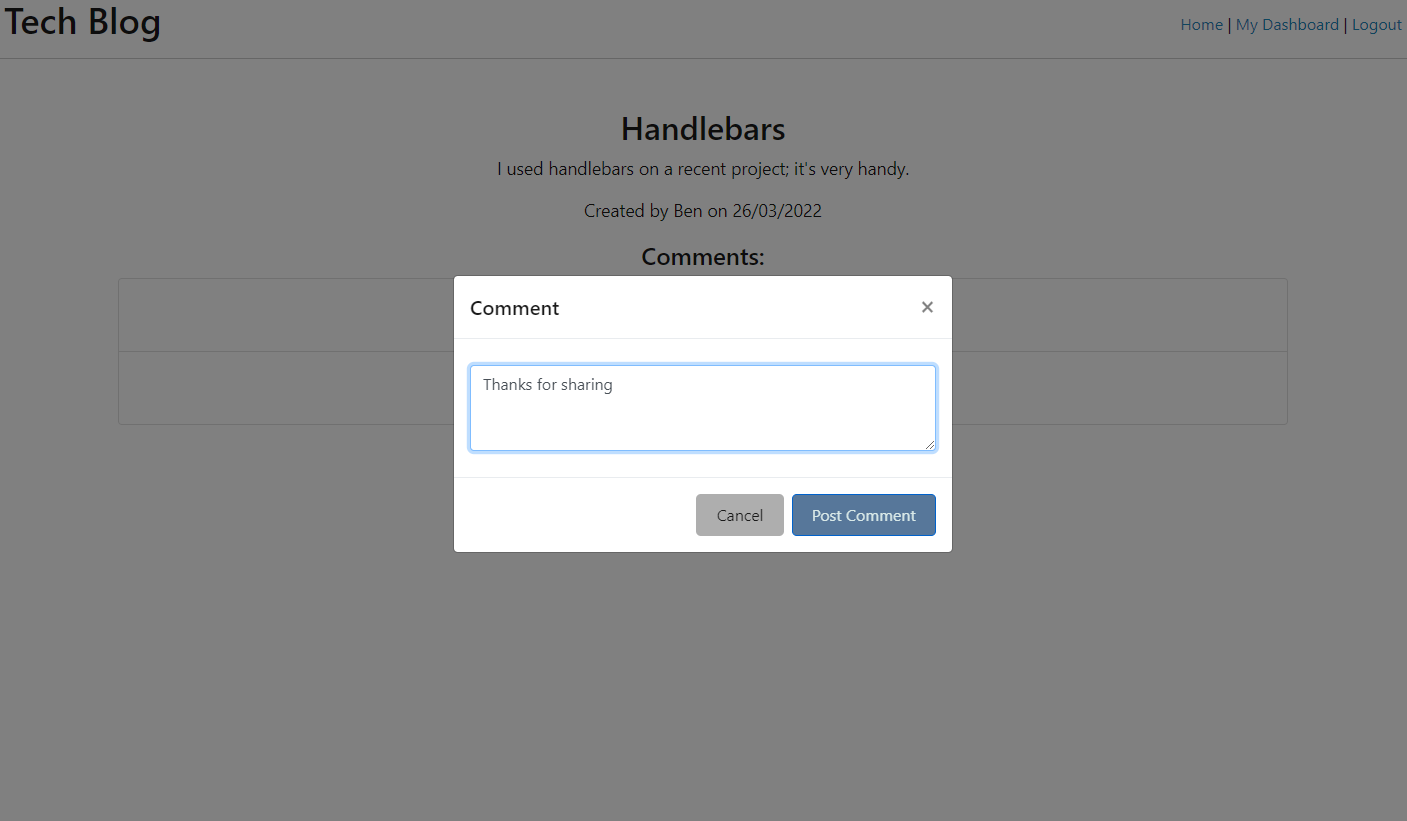 Tech Blog
Home | My Dashboard | Logout
Handlebars
I used handlebars on a recent project; it's very handy.
Created by Ben on 26/03/2022
Comments:
Comment ×
Thanks for sharing
Cancel Post Comment